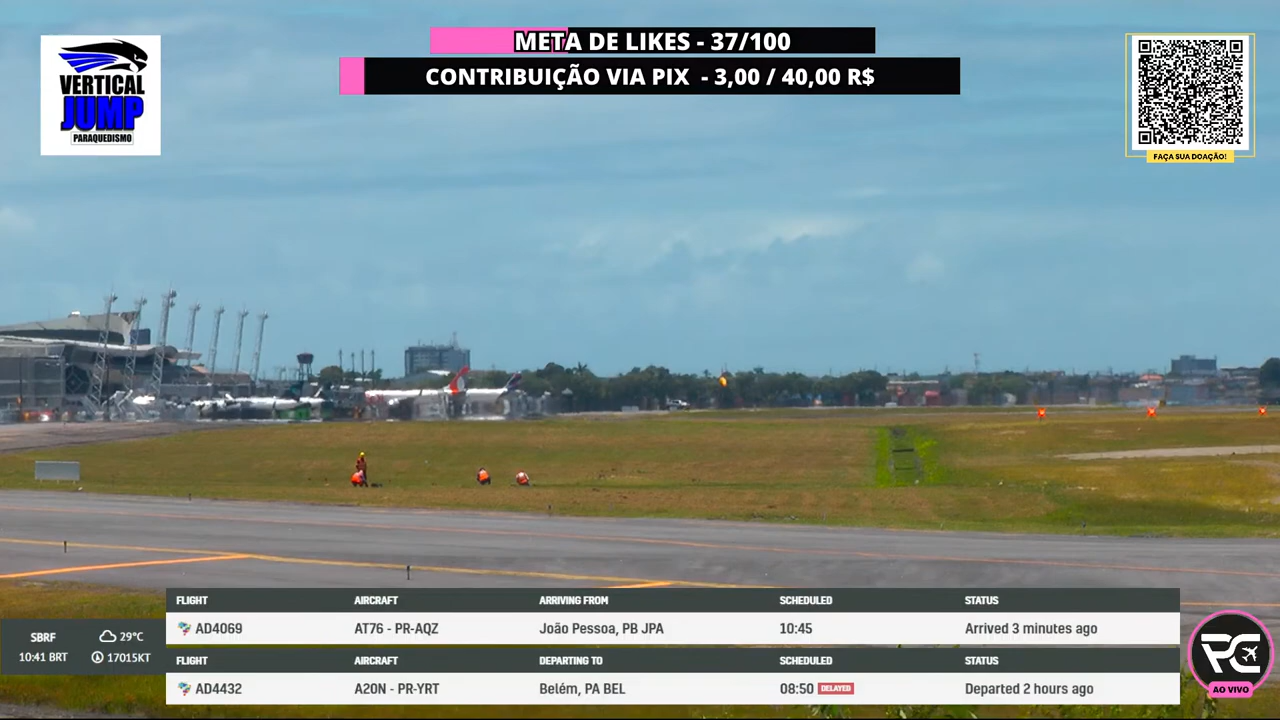 META DE LIKES - 37/100
CONTRIBUIÇÃO VIA PIX - 3,00 / 40,00 R$
VERTICAL
JUMP
PARAQUEDISMO
FAÇA SUA DOAÇÃO!
FLIGHT AIRCRAFT ARRIVING FROM SCHEDULED STATUS
AD4069 AT76 - PR-AQZ João Pessoa, PB JPA 10:45 Arrived 3 minutes ago
SBRF 29°C
10:41 BRT 17015KT
FLIGHT AIRCRAFT DEPARTING TO SCHEDULED STATUS
AD4432 A20N - PR-YRT Belém, PA BEL 08:50 DELAYED Departed 2 hours ago
PC
AO VIVO